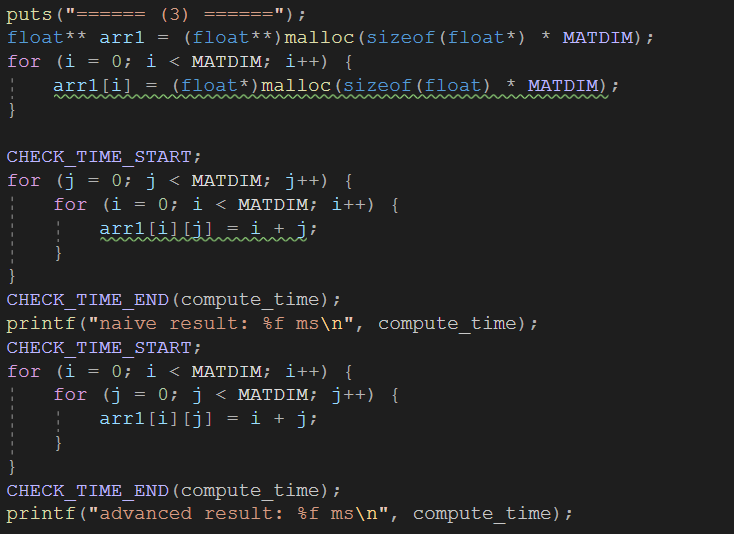 puts("====== (3) ======");
float** arr1 = (float**)malloc(sizeof(float*) * MATDIM);
for (i = 0; i < MATDIM; i++) {
    arr1[i] = (float*)malloc(sizeof(float) * MATDIM);
}

CHECK_TIME_START;
for (j = 0; j < MATDIM; j++) {
    for (i = 0; i < MATDIM; i++) {
        arr1[i][j] = i + j;
    }
}
CHECK_TIME_END(compute_time);
printf("naive result: %f ms\n", compute_time);
CHECK_TIME_START;
for (i = 0; i < MATDIM; i++) {
    for (j = 0; j < MATDIM; j++) {
        arr1[i][j] = i + j;
    }
}
CHECK_TIME_END(compute_time);
printf("advanced result: %f ms\n", compute_time);